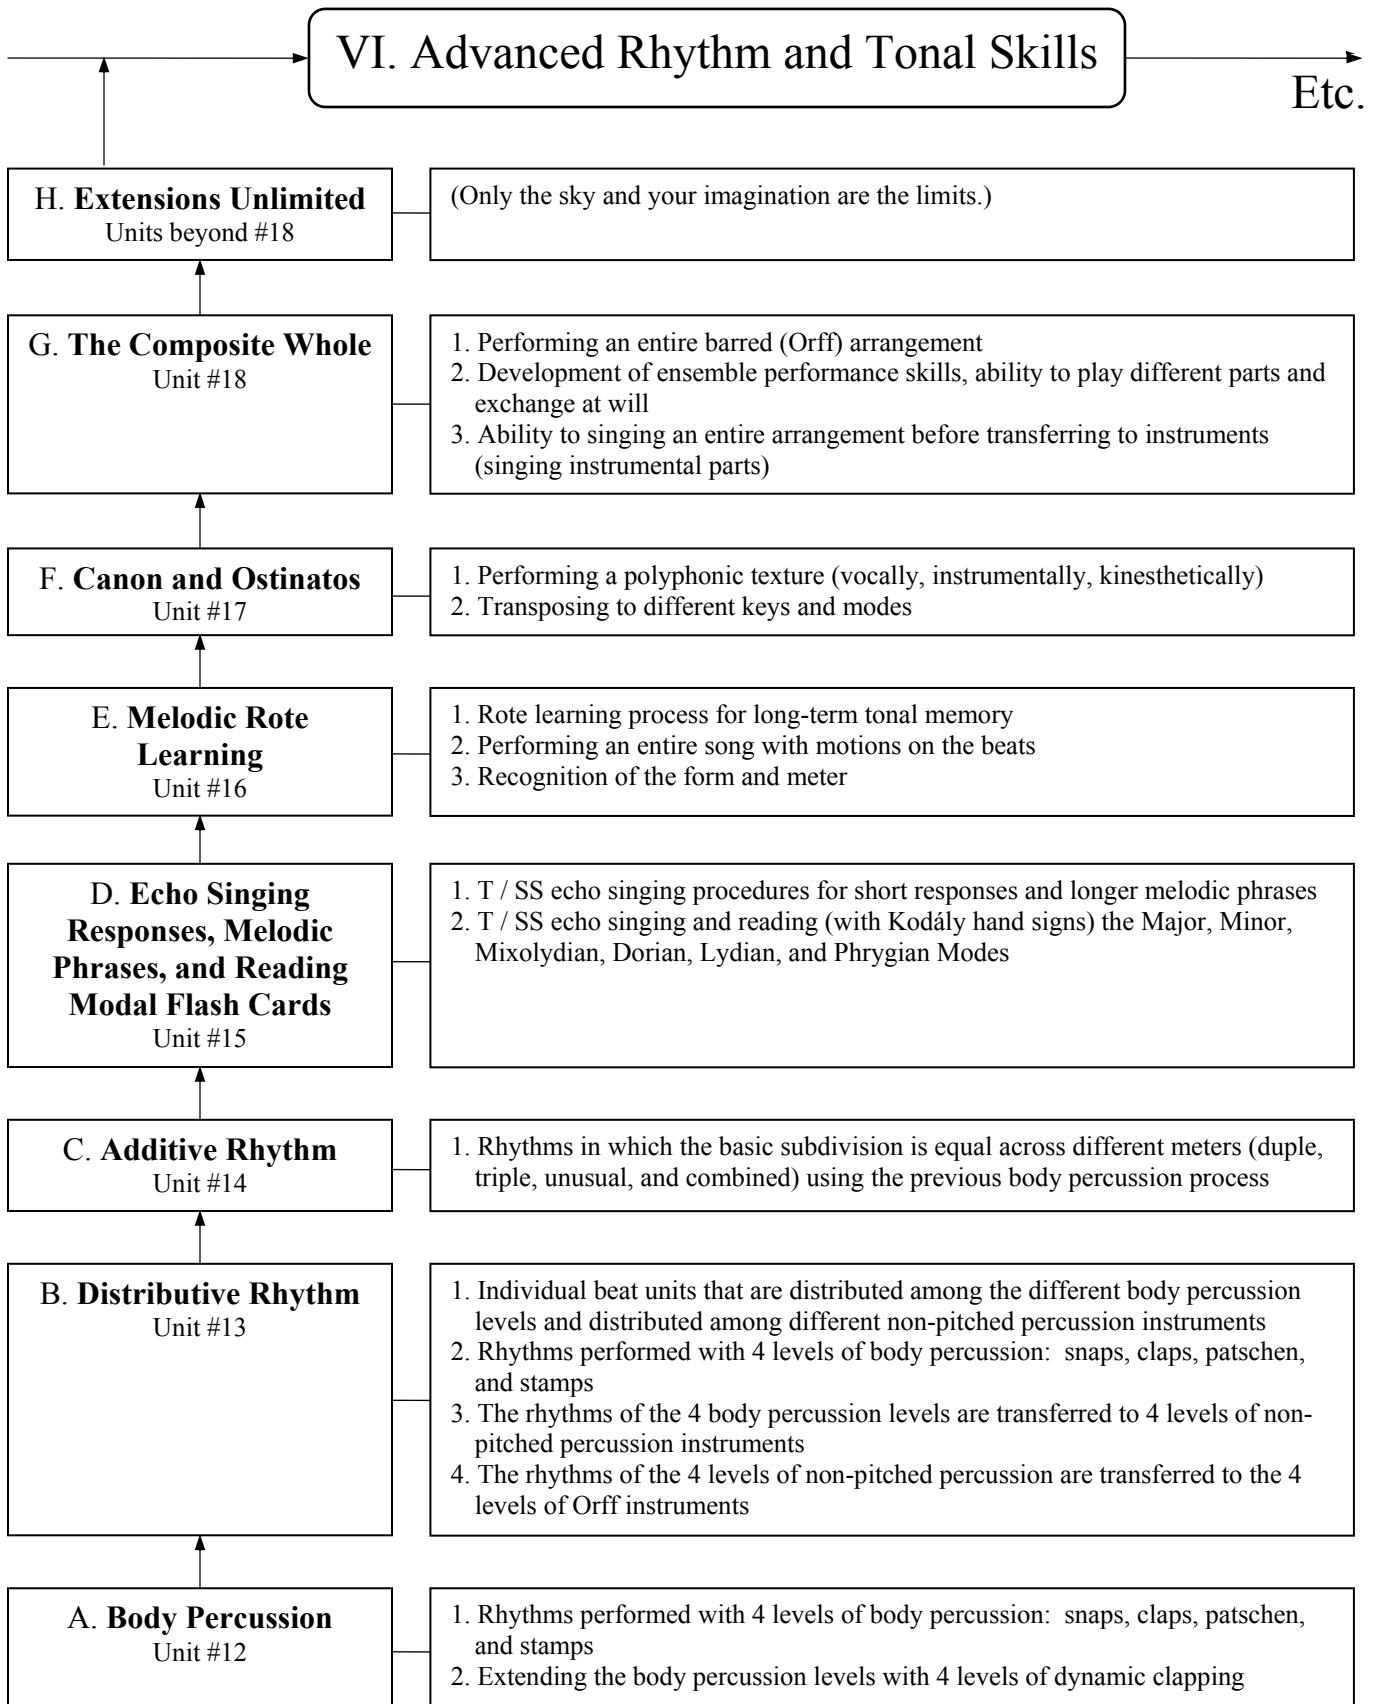 VI. Advanced Rhythm and Tonal Skills
Etc.
H. Extensions Unlimited
Units beyond #18
(Only the sky and your imagination are the limits.)
G. The Composite Whole
Unit #18
1. Performing an entire barred (Orff) arrangement
2. Development of ensemble performance skills, ability to play different parts and
exchange at will
3. Ability to singing an entire arrangement before transferring to instruments
(singing instrumental parts)
F. Canon and Ostinatos
Unit #17
1. Performing a polyphonic texture (vocally, instrumentally, kinesthetically)
2. Transposing to different keys and modes
E. Melodic Rote
Learning
Unit #16
1. Rote learning process for long-term tonal memory
2. Performing an entire song with motions on the beats
3. Recognition of the form and meter
D. Echo Singing
Responses, Melodic
Phrases, and Reading
Modal Flash Cards
Unit #15
1. T / SS echo singing procedures for short responses and longer melodic phrases
2. T / SS echo singing and reading (with Kodály hand signs) the Major, Minor,
Mixolydian, Dorian, Lydian, and Phrygian Modes
C. Additive Rhythm
Unit #14
1. Rhythms in which the basic subdivision is equal across different meters (duple,
triple, unusual, and combined) using the previous body percussion process
B. Distributive Rhythm
Unit #13
1. Individual beat units that are distributed among the different body percussion
levels and distributed among different non-pitched percussion instruments
2. Rhythms performed with 4 levels of body percussion:  snaps, claps, patschen,
and stamps
3. The rhythms of the 4 body percussion levels are transferred to 4 levels of non-
pitched percussion instruments
4. The rhythms of the 4 levels of non-pitched percussion are transferred to the 4
levels of Orff instruments
A. Body Percussion
Unit #12
1. Rhythms performed with 4 levels of body percussion:  snaps, claps, patschen,
and stamps
2. Extending the body percussion levels with 4 levels of dynamic clapping